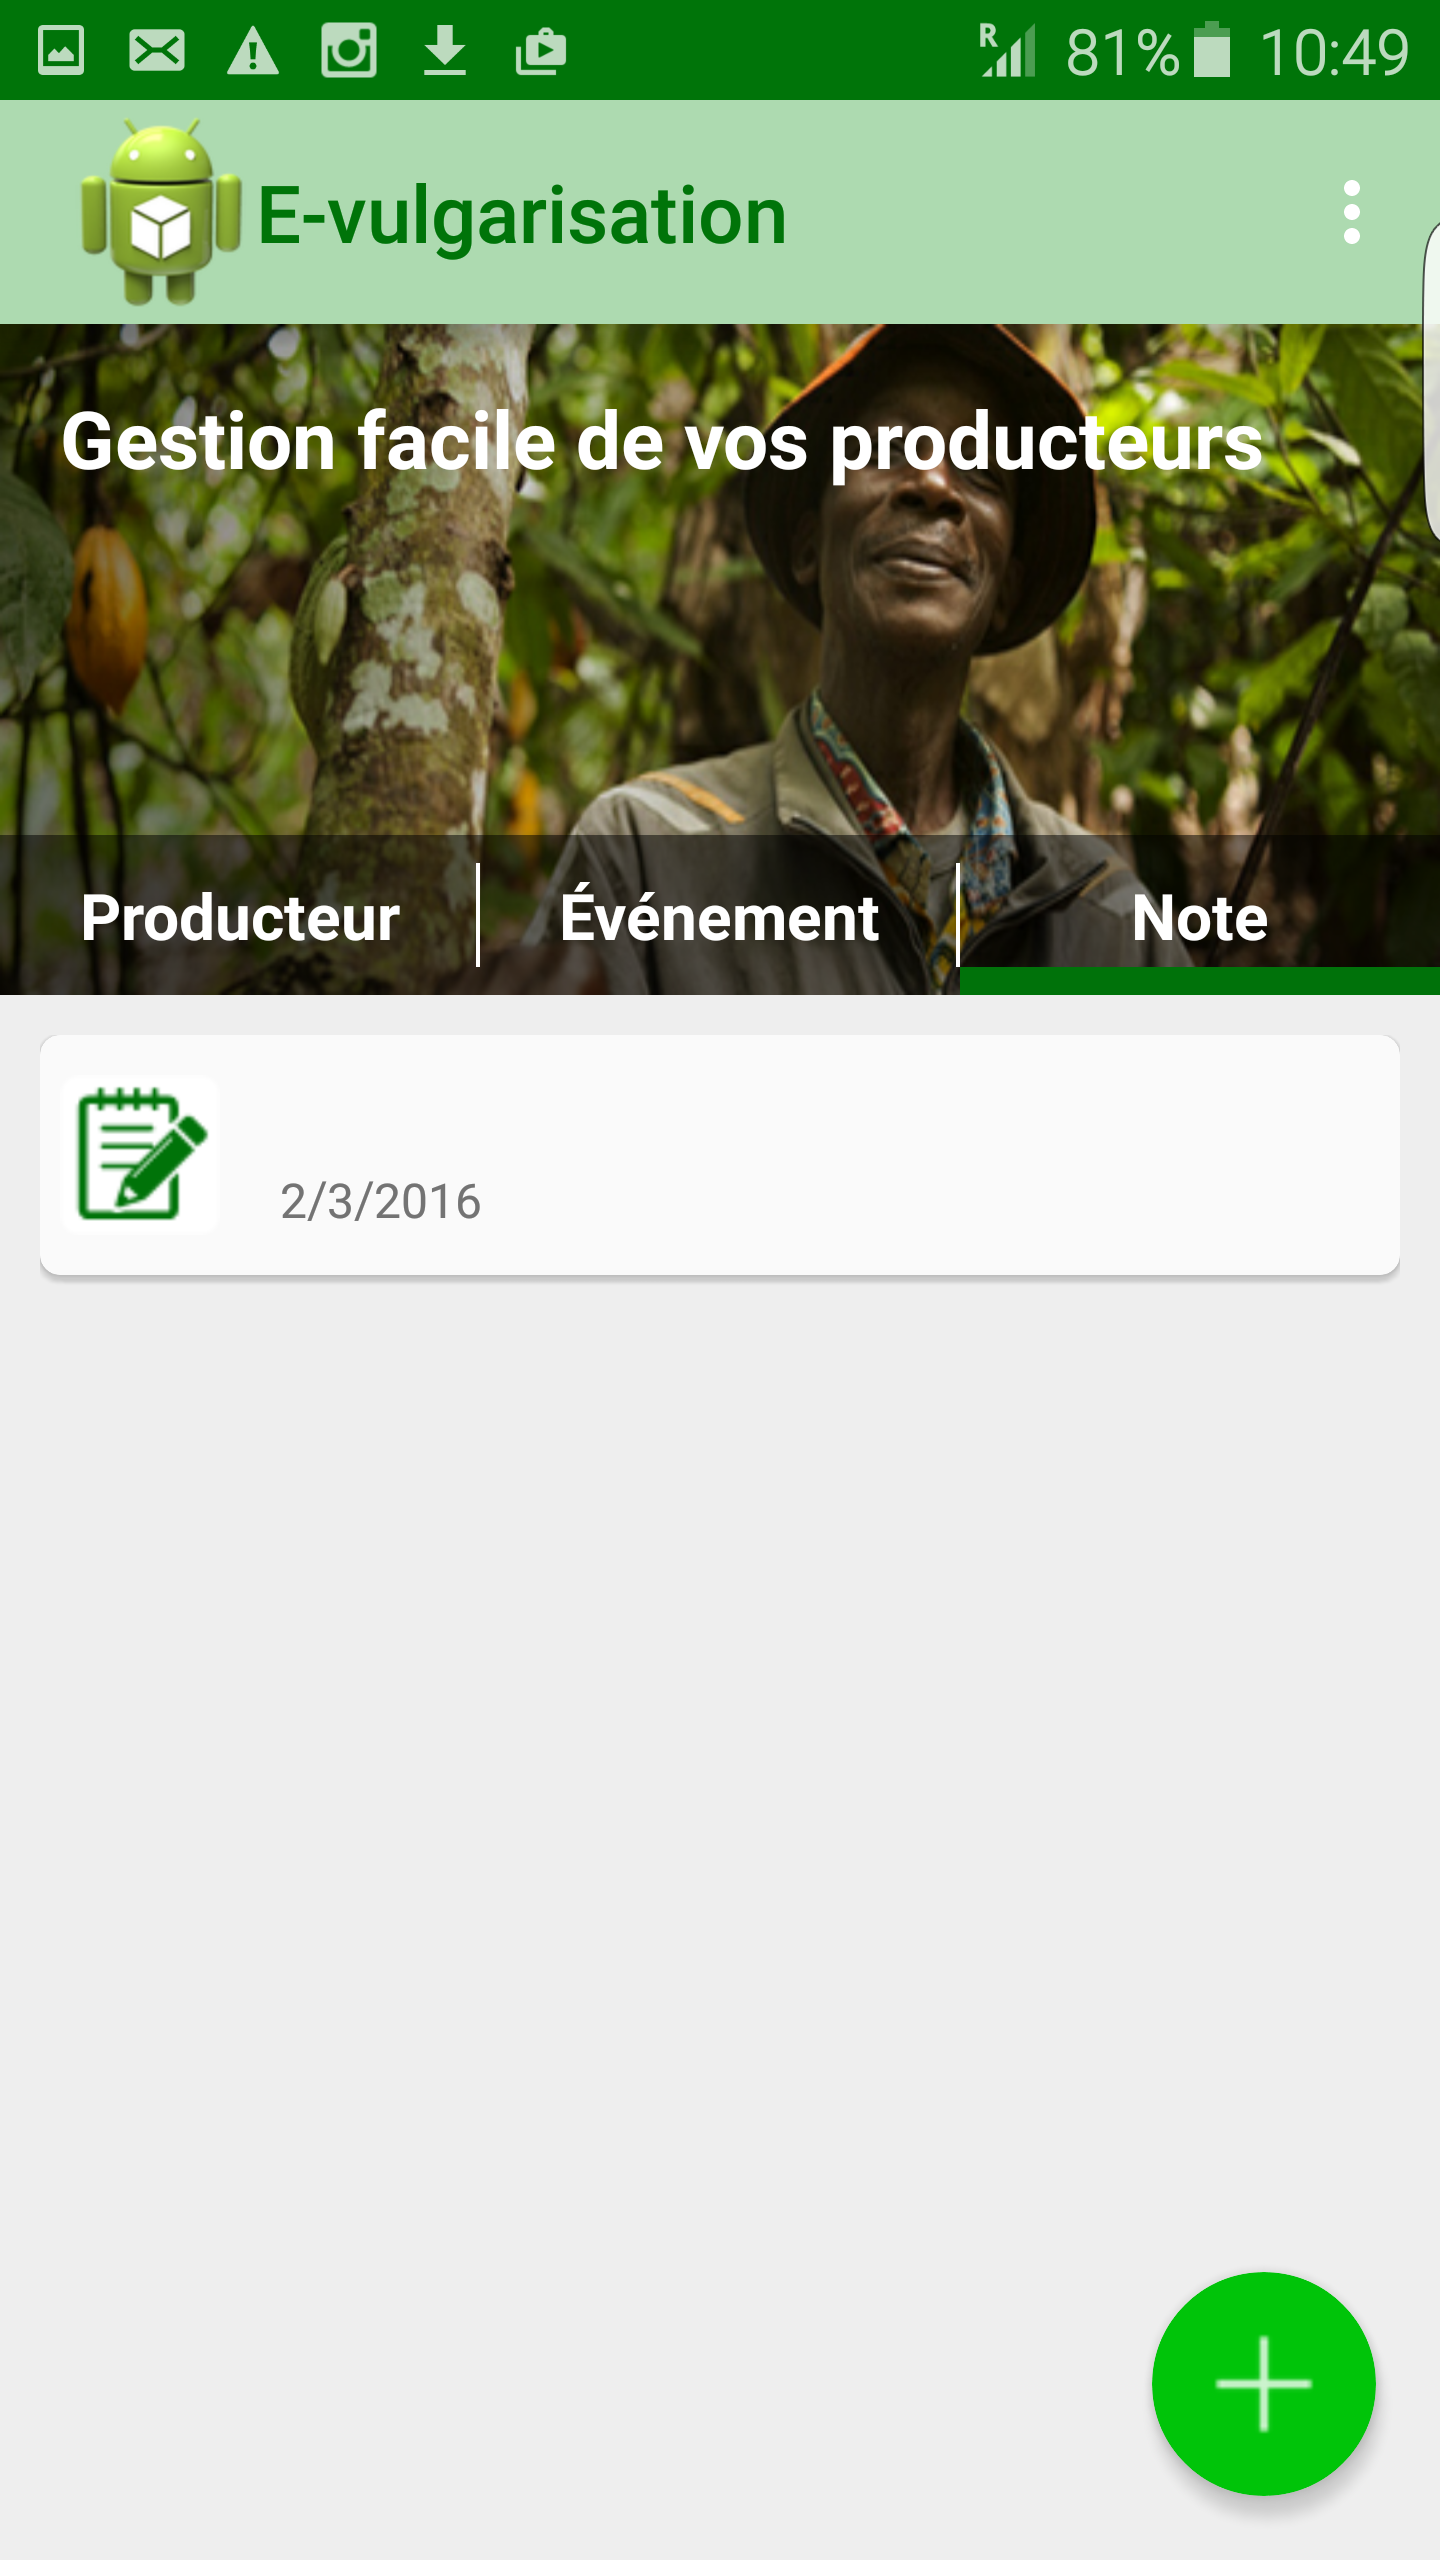 R 81% 10:49
E-vulgarisation
Gestion facile de vos producteurs
Producteur Événement Note
2/3/2016